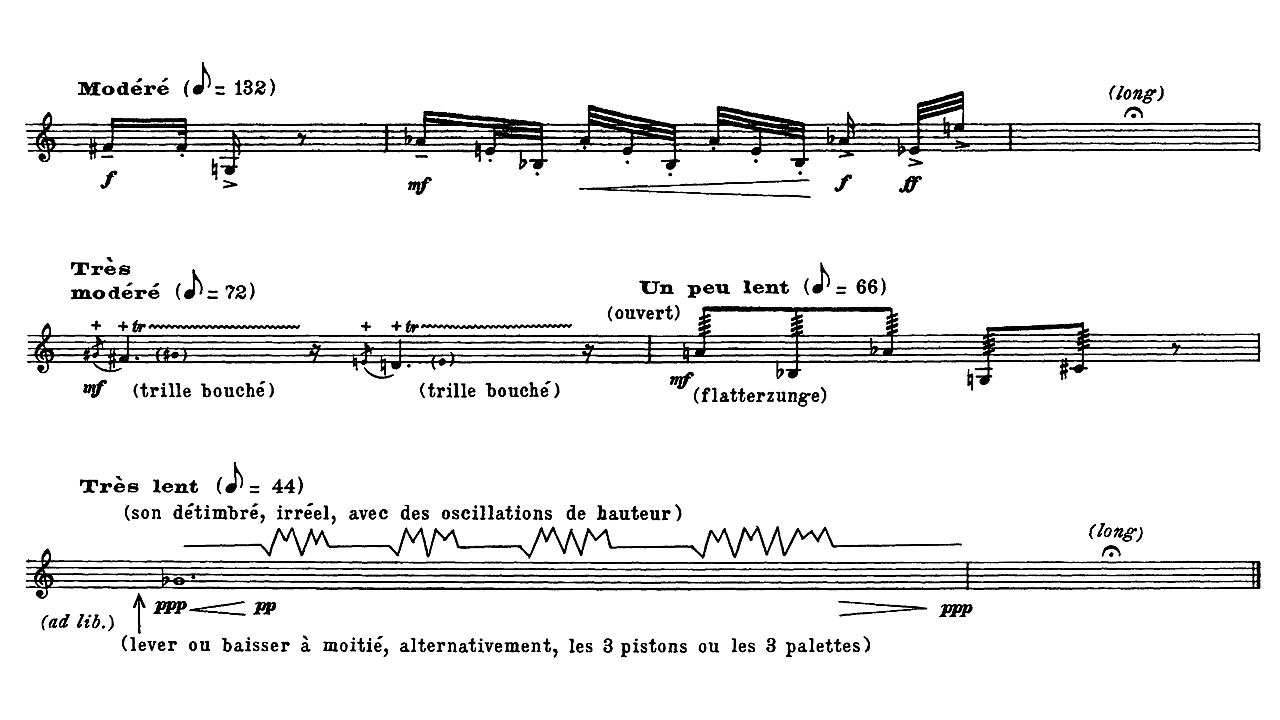 Modéré (♪ = 132)
(long)
f
mf
f
ff
Très
modéré (♪ = 72)
Un peu lent (♪ = 66)
(ouvert)
+ + tr + + tr
mf
(trille bouché)
(trille bouché)
mf
(flatterzunge)
Très lent (♪ = 44)
(son détimbré, irréel, avec des oscillations de hauteur)
(long)
ppp
pp
ppp
(ad lib.)
(lever ou baisser à moitié, alternativement, les 3 pistons ou les 3 palettes)